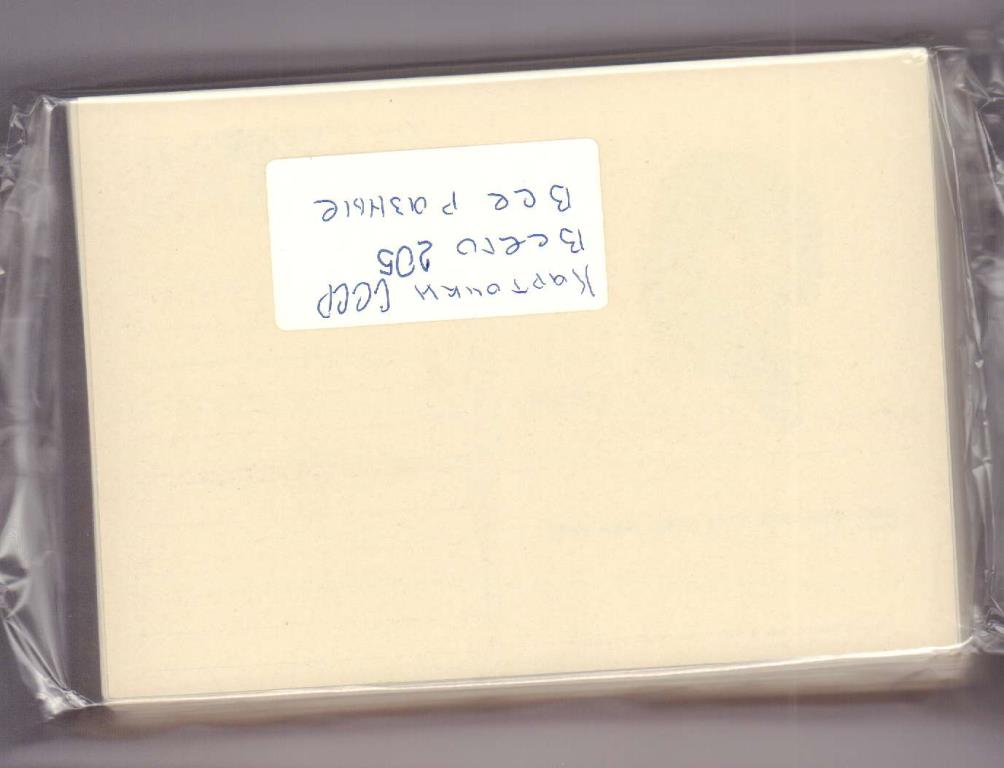 Карточки СССР
Всего 205
Все разные